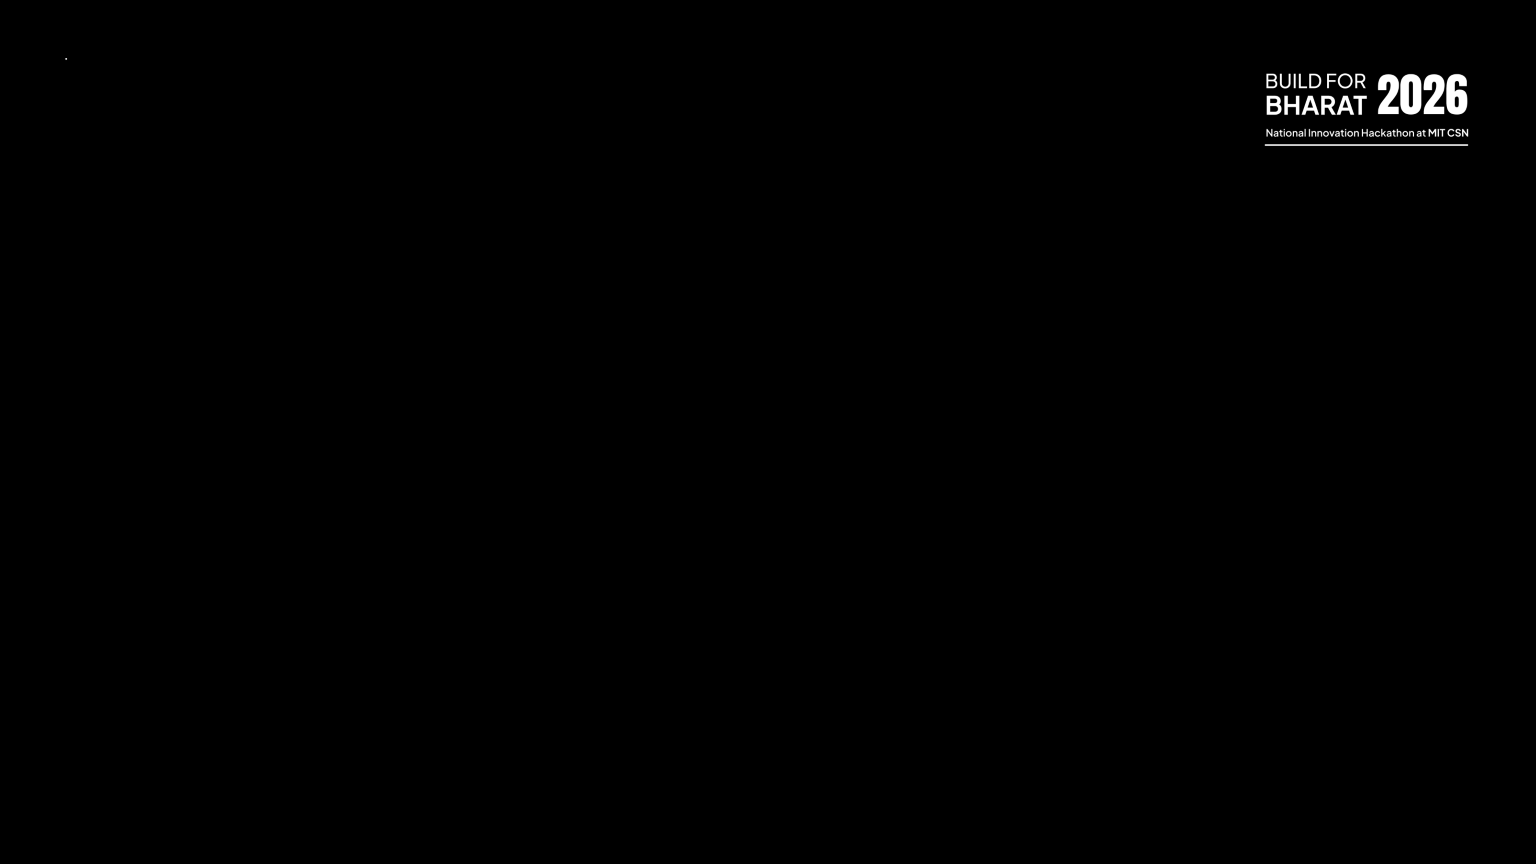 BUILD FOR
BHARAT 2026
National Innovation Hackathon at MIT CSN